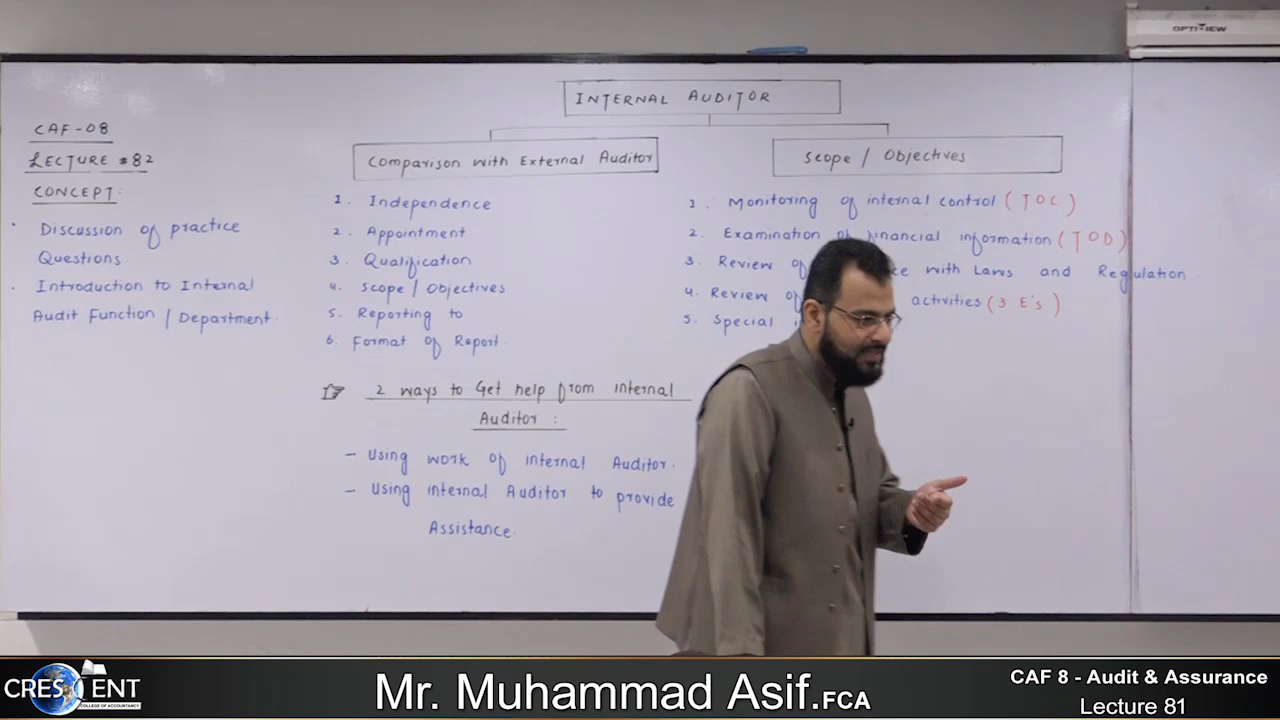 OPTIVIEW
INTERNAL AUDITOR
CAF-08
LECTURE #82
CONCEPT:
· Discussion of practice
Questions.
· Introduction to Internal
Audit Function / Department.
Comparison with External Auditor
1. Independence
2. Appointment
3. Qualification
4. Scope / Objectives
5. Reporting to
6. Format of Report.
☞ 2 ways to Get help from internal
Auditor :
- Using work of internal Auditor.
- Using internal Auditor to provide
Assistance.
Scope / Objectives
1. Monitoring of internal control (TOC)
2. Examination of financial information (TOD)
3. Review of with Laws and Regulation
4. Review of activities (3 E's)
5. Special
CRESCENT
COLLEGE OF ACCOUNTANCY
Mr. Muhammad Asif.FCA
CAF 8 - Audit & Assurance
Lecture 81